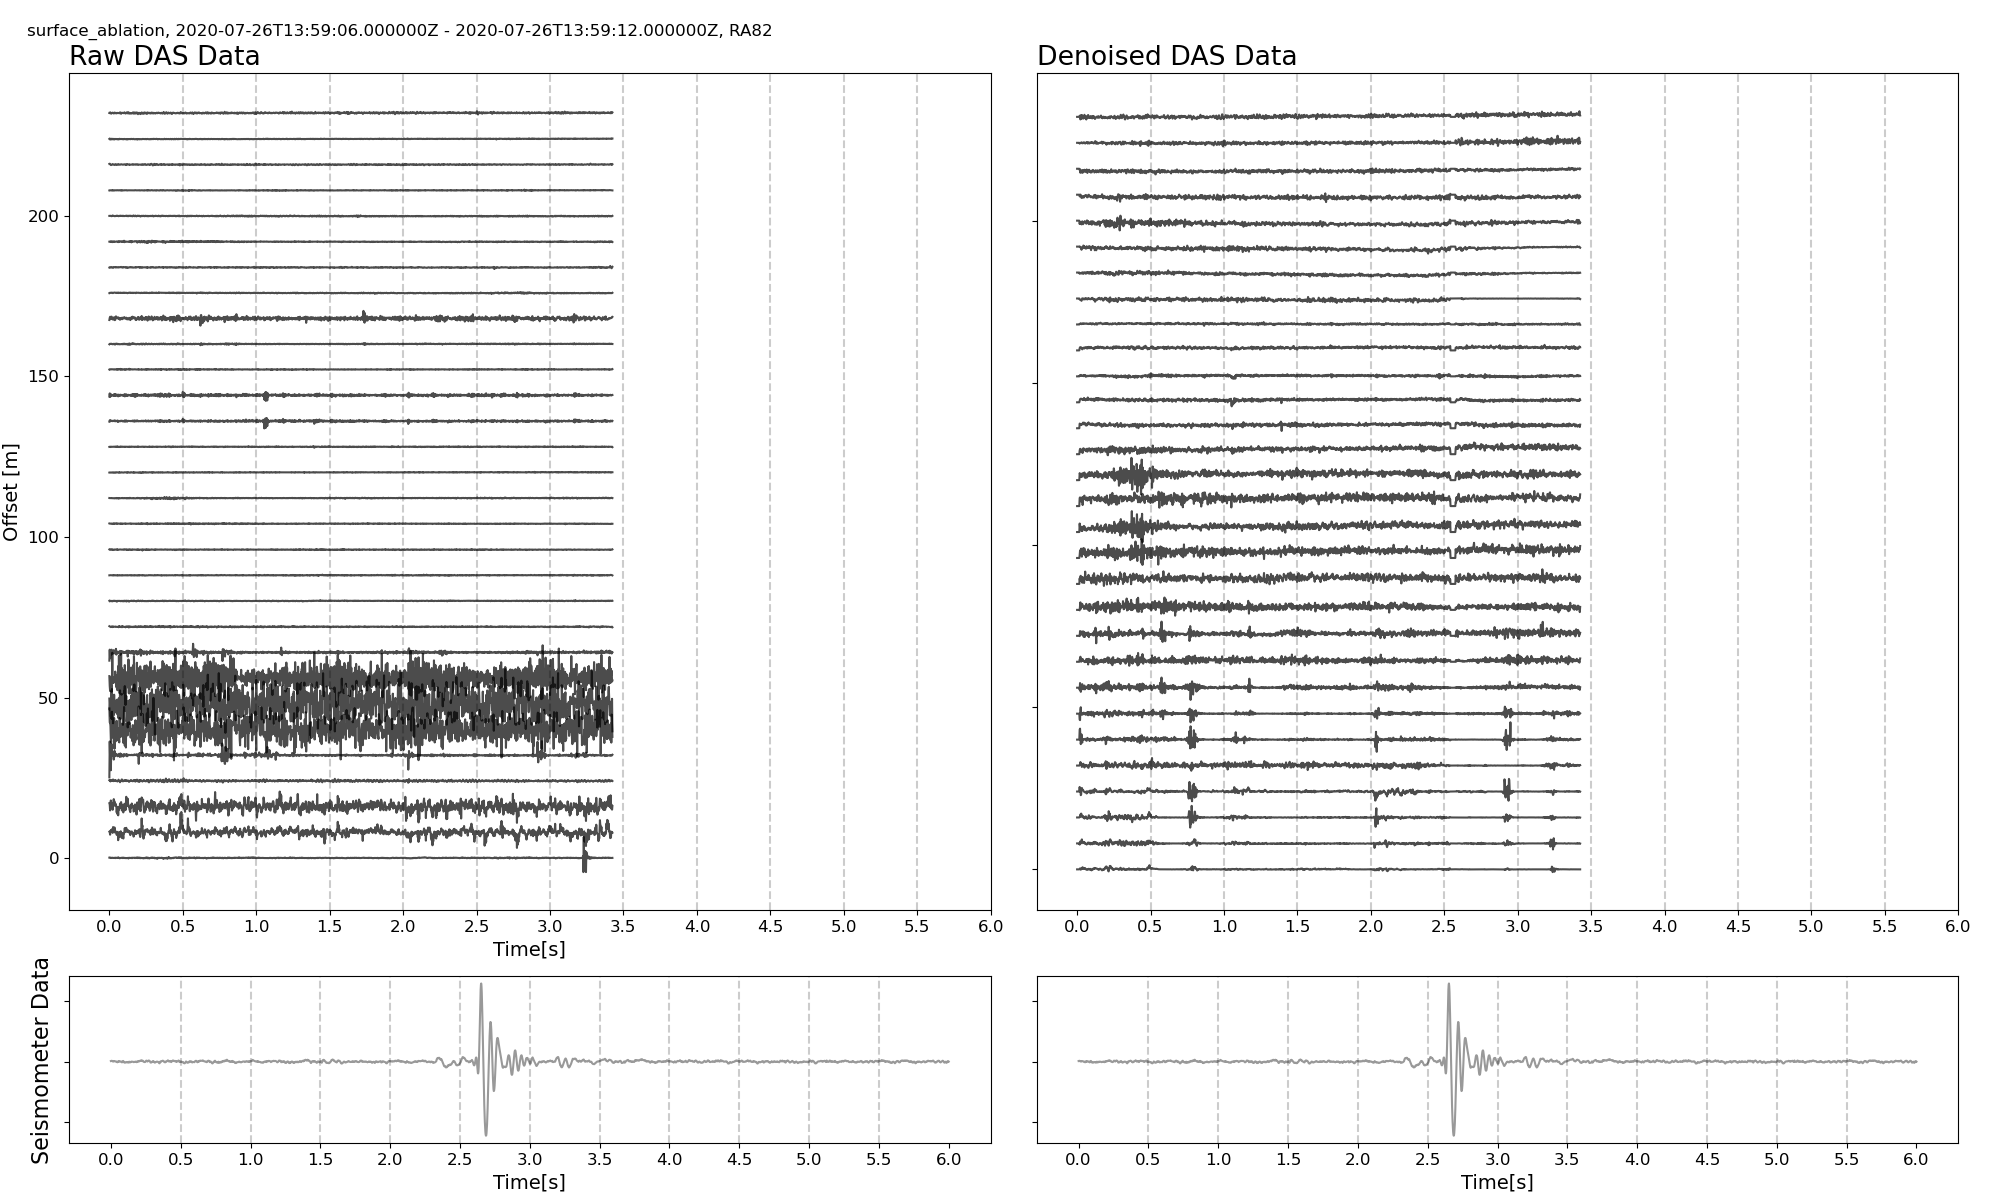 surface_ablation, 2020-07-26T13:59:06.000000Z - 2020-07-26T13:59:12.000000Z, RA82
Raw DAS Data
Denoised DAS Data
200
150
100
50
0
Offset [m]
0.0 0.5 1.0 1.5 2.0 2.5 3.0 3.5 4.0 4.5 5.0 5.5 6.0
Time[s]
0.0 0.5 1.0 1.5 2.0 2.5 3.0 3.5 4.0 4.5 5.0 5.5 6.0
Seismometer Data
0.0 0.5 1.0 1.5 2.0 2.5 3.0 3.5 4.0 4.5 5.0 5.5 6.0
Time[s]
0.0 0.5 1.0 1.5 2.0 2.5 3.0 3.5 4.0 4.5 5.0 5.5 6.0
Time[s]